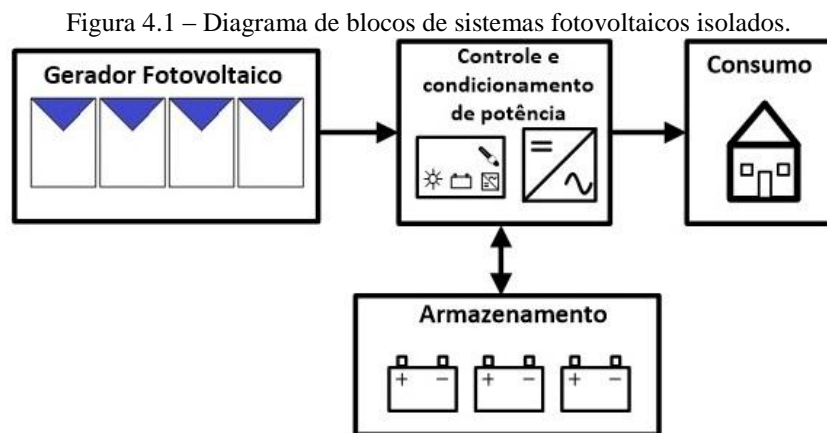 Figura 4.1 – Diagrama de blocos de sistemas fotovoltaicos isolados.
Gerador Fotovoltaico
Controle e
condicionamento
de potência
Consumo
Armazenamento
+ − + − + −